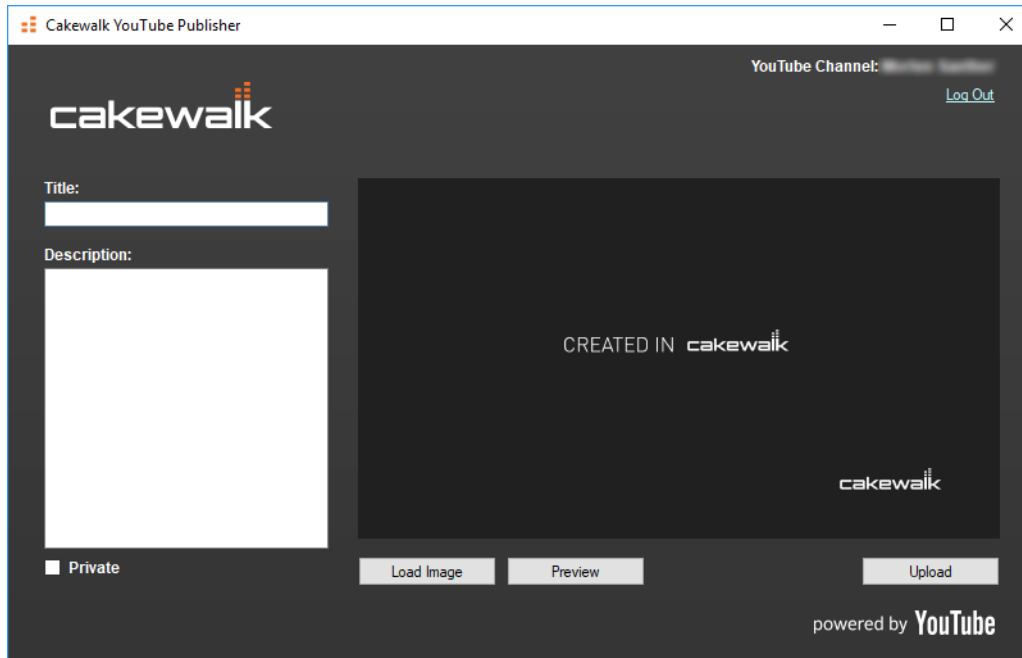 Cakewalk YouTube Publisher
YouTube Channel:
Log Out
cakewalk
Title:
Description:
CREATED IN cakewalk
cakewalk
Private
Load Image
Preview
Upload
powered by YouTube